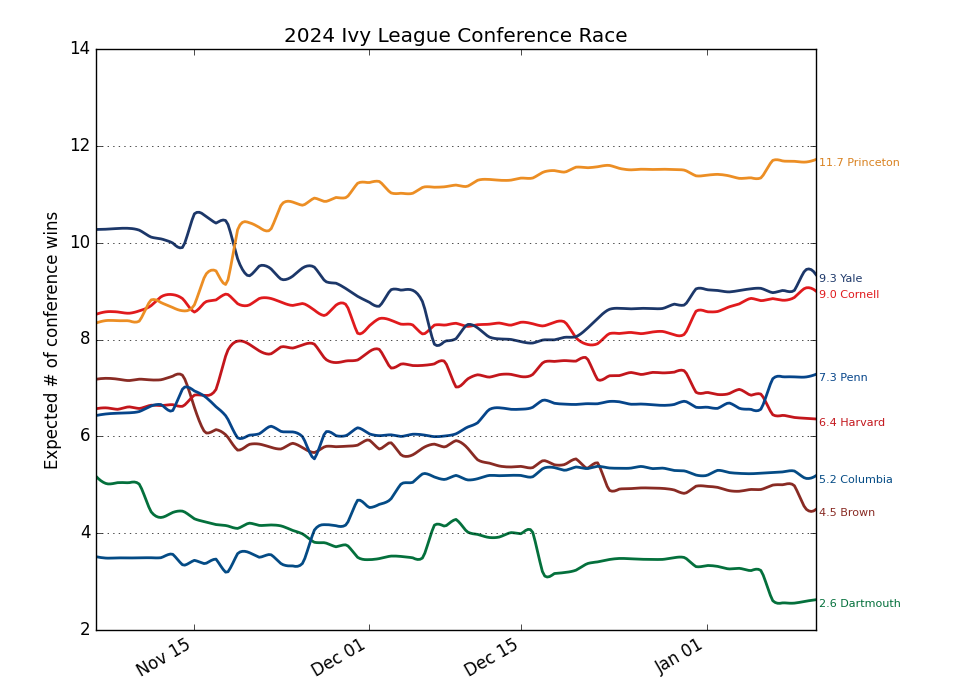 2024 Ivy League Conference Race
Expected # of conference wins
14
12
10
8
6
4
2
11.7 Princeton
9.3 Yale
9.0 Cornell
7.3 Penn
6.4 Harvard
5.2 Columbia
4.5 Brown
2.6 Dartmouth
Nov 15
Dec 01
Dec 15
Jan 01